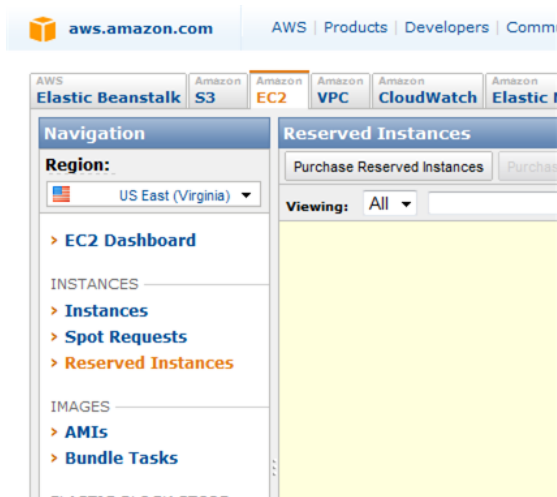 aws.amazon.com
AWS | Products | Developers |
AWS Elastic Beanstalk
Amazon S3
Amazon EC2
Amazon VPC
Amazon CloudWatch
Amazon Elastic
Navigation
Region:
US East (Virginia)
> EC2 Dashboard
INSTANCES
> Instances
> Spot Requests
> Reserved Instances
IMAGES
> AMIs
> Bundle Tasks
Reserved Instances
Purchase Reserved Instances
Viewing: All